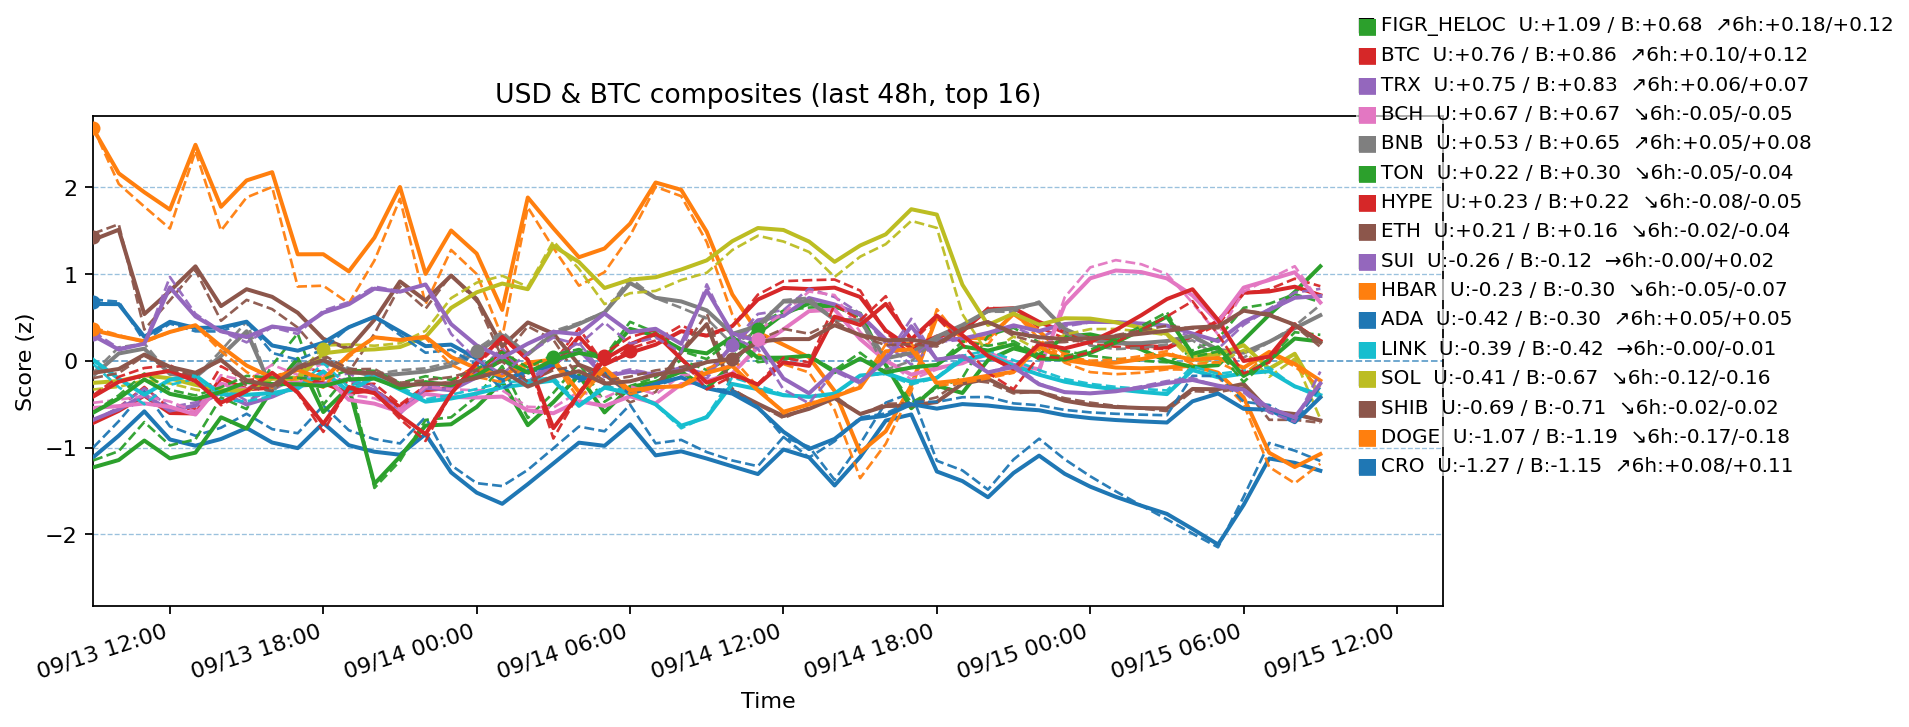 FIGR_HELOC U:+1.09 / B:+0.68 ↗6h:+0.18/+0.12
BTC U:+0.76 / B:+0.86 ↗6h:+0.10/+0.12
TRX U:+0.75 / B:+0.83 ↗6h:+0.06/+0.07
BCH U:+0.67 / B:+0.67 ↘6h:-0.05/-0.05
BNB U:+0.53 / B:+0.65 ↗6h:+0.05/+0.08
TON U:+0.22 / B:+0.30 ↘6h:-0.05/-0.04
HYPE U:+0.23 / B:+0.22 ↘6h:-0.08/-0.05
ETH U:+0.21 / B:+0.16 ↘6h:-0.02/-0.04
SUI U:-0.26 / B:-0.12 →6h:-0.00/+0.02
HBAR U:-0.23 / B:-0.30 ↘6h:-0.05/-0.07
ADA U:-0.42 / B:-0.30 ↗6h:+0.05/+0.05
LINK U:-0.39 / B:-0.42 →6h:-0.00/-0.01
SOL U:-0.41 / B:-0.67 ↘6h:-0.12/-0.16
SHIB U:-0.69 / B:-0.71 ↘6h:-0.02/-0.02
DOGE U:-1.07 / B:-1.19 ↘6h:-0.17/-0.18
CRO U:-1.27 / B:-1.15 ↗6h:+0.08/+0.11
USD & BTC composites (last 48h, top 16)
Score (z)
2
1
0
−1
−2
09/13 12:00
09/13 18:00
09/14 00:00
09/14 06:00
09/14 12:00
09/14 18:00
09/15 00:00
09/15 06:00
09/15 12:00
Time